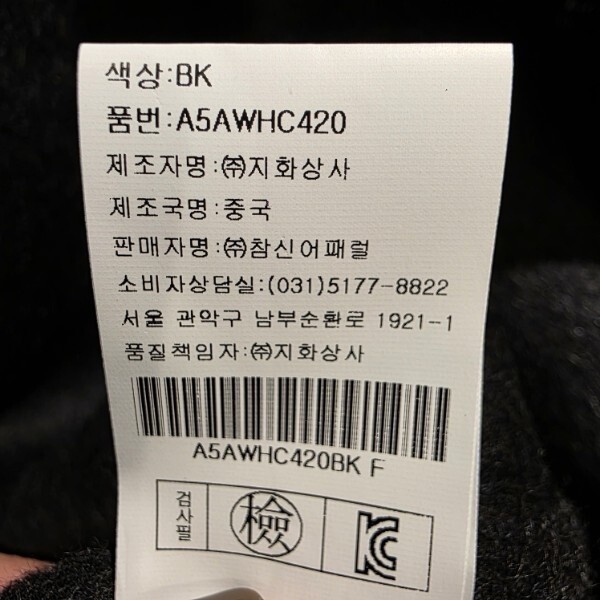 색상:BK
품번:A5AWHC420
제조자명:㈜지화상사
제조국명:중국
판매자명:㈜참신어패럴
소비자상담실:(031)5177-8822
서울 관악구 남부순환로 1921-1
품질책임자:㈜지화상사
A5AWHC420BK F
검사필
檢
KC